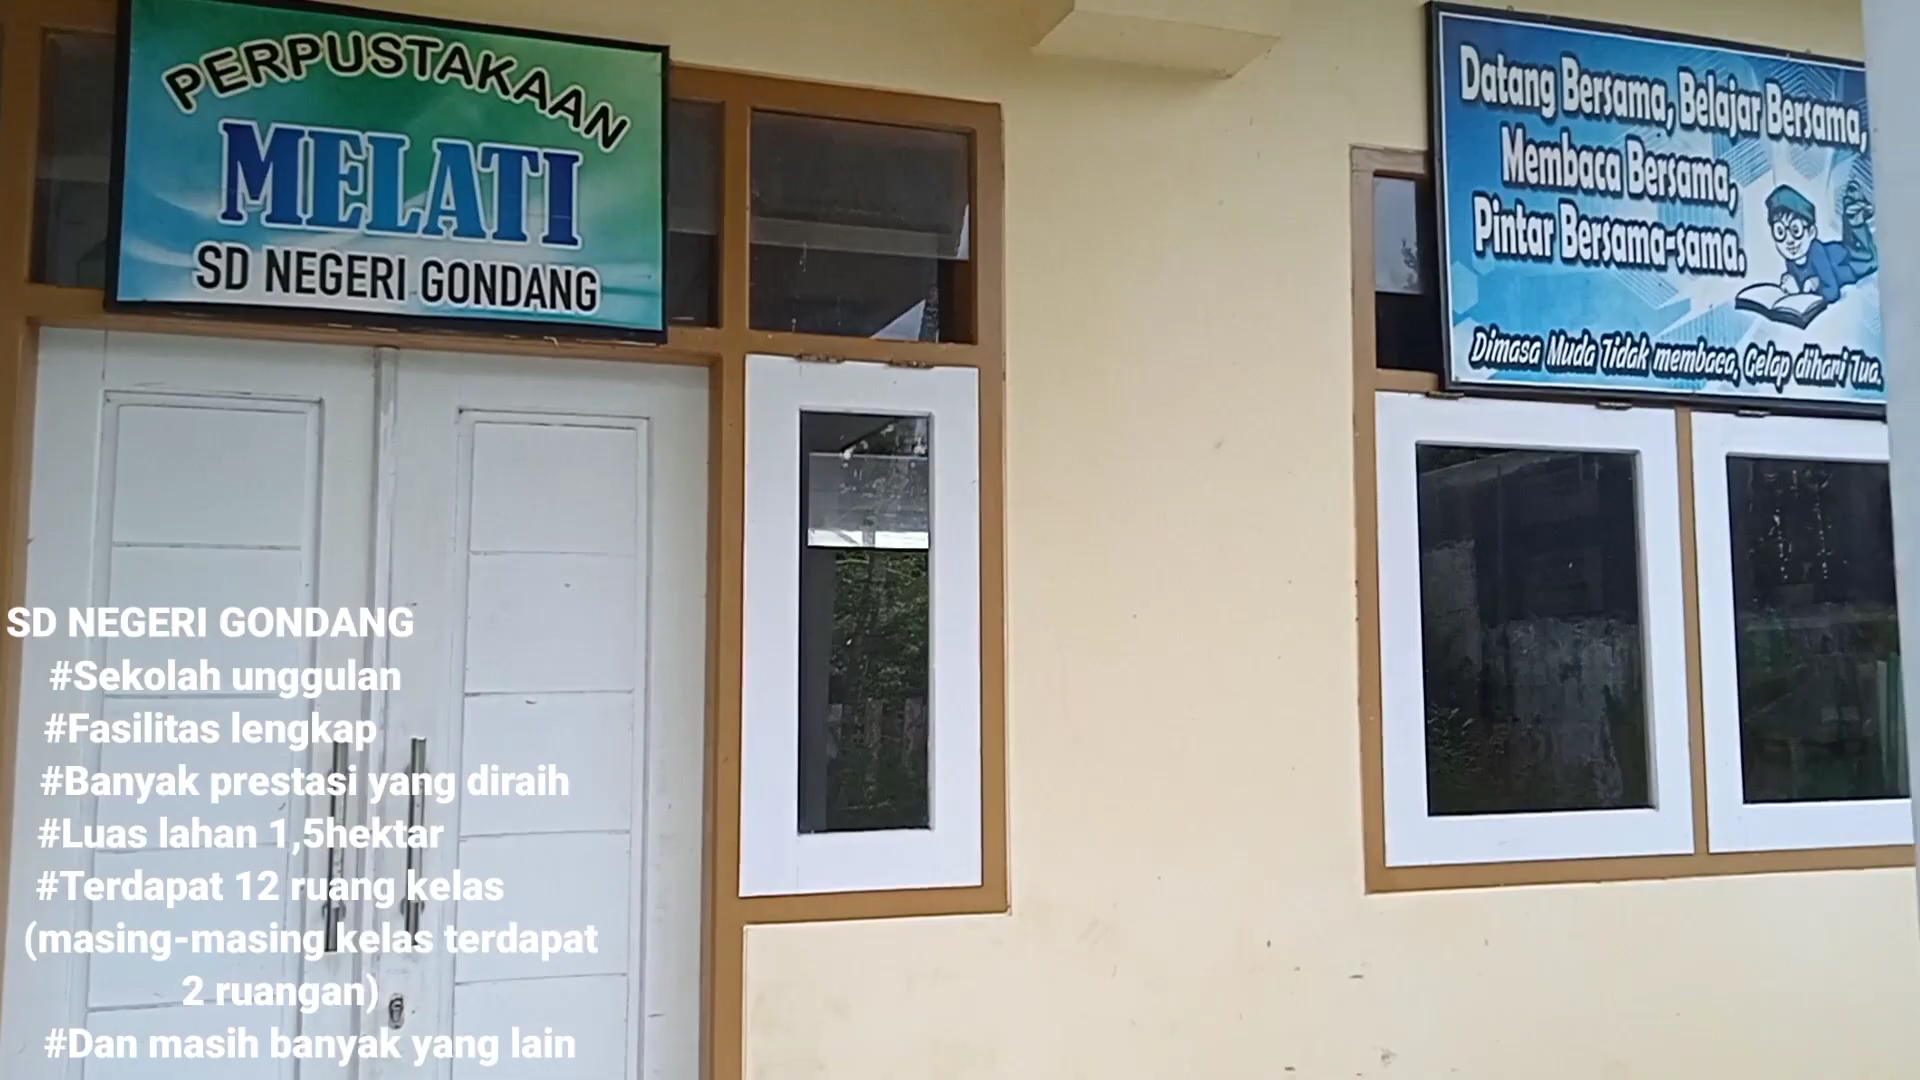 PERPUSTAKAAN
MELATI
SD NEGERI GONDANG
Datang Bersama, Belajar Bersama,
Membaca Bersama,
Pintar Bersama-sama.
Dimasa Muda Tidak membaca, Gelap dihari Tua.
SD NEGERI GONDANG
#Sekolah unggulan
#Fasilitas lengkap
#Banyak prestasi yang diraih
#Luas lahan 1,5hektar
#Terdapat 12 ruang kelas
(masing-masing kelas terdapat
2 ruangan)
#Dan masih banyak yang lain